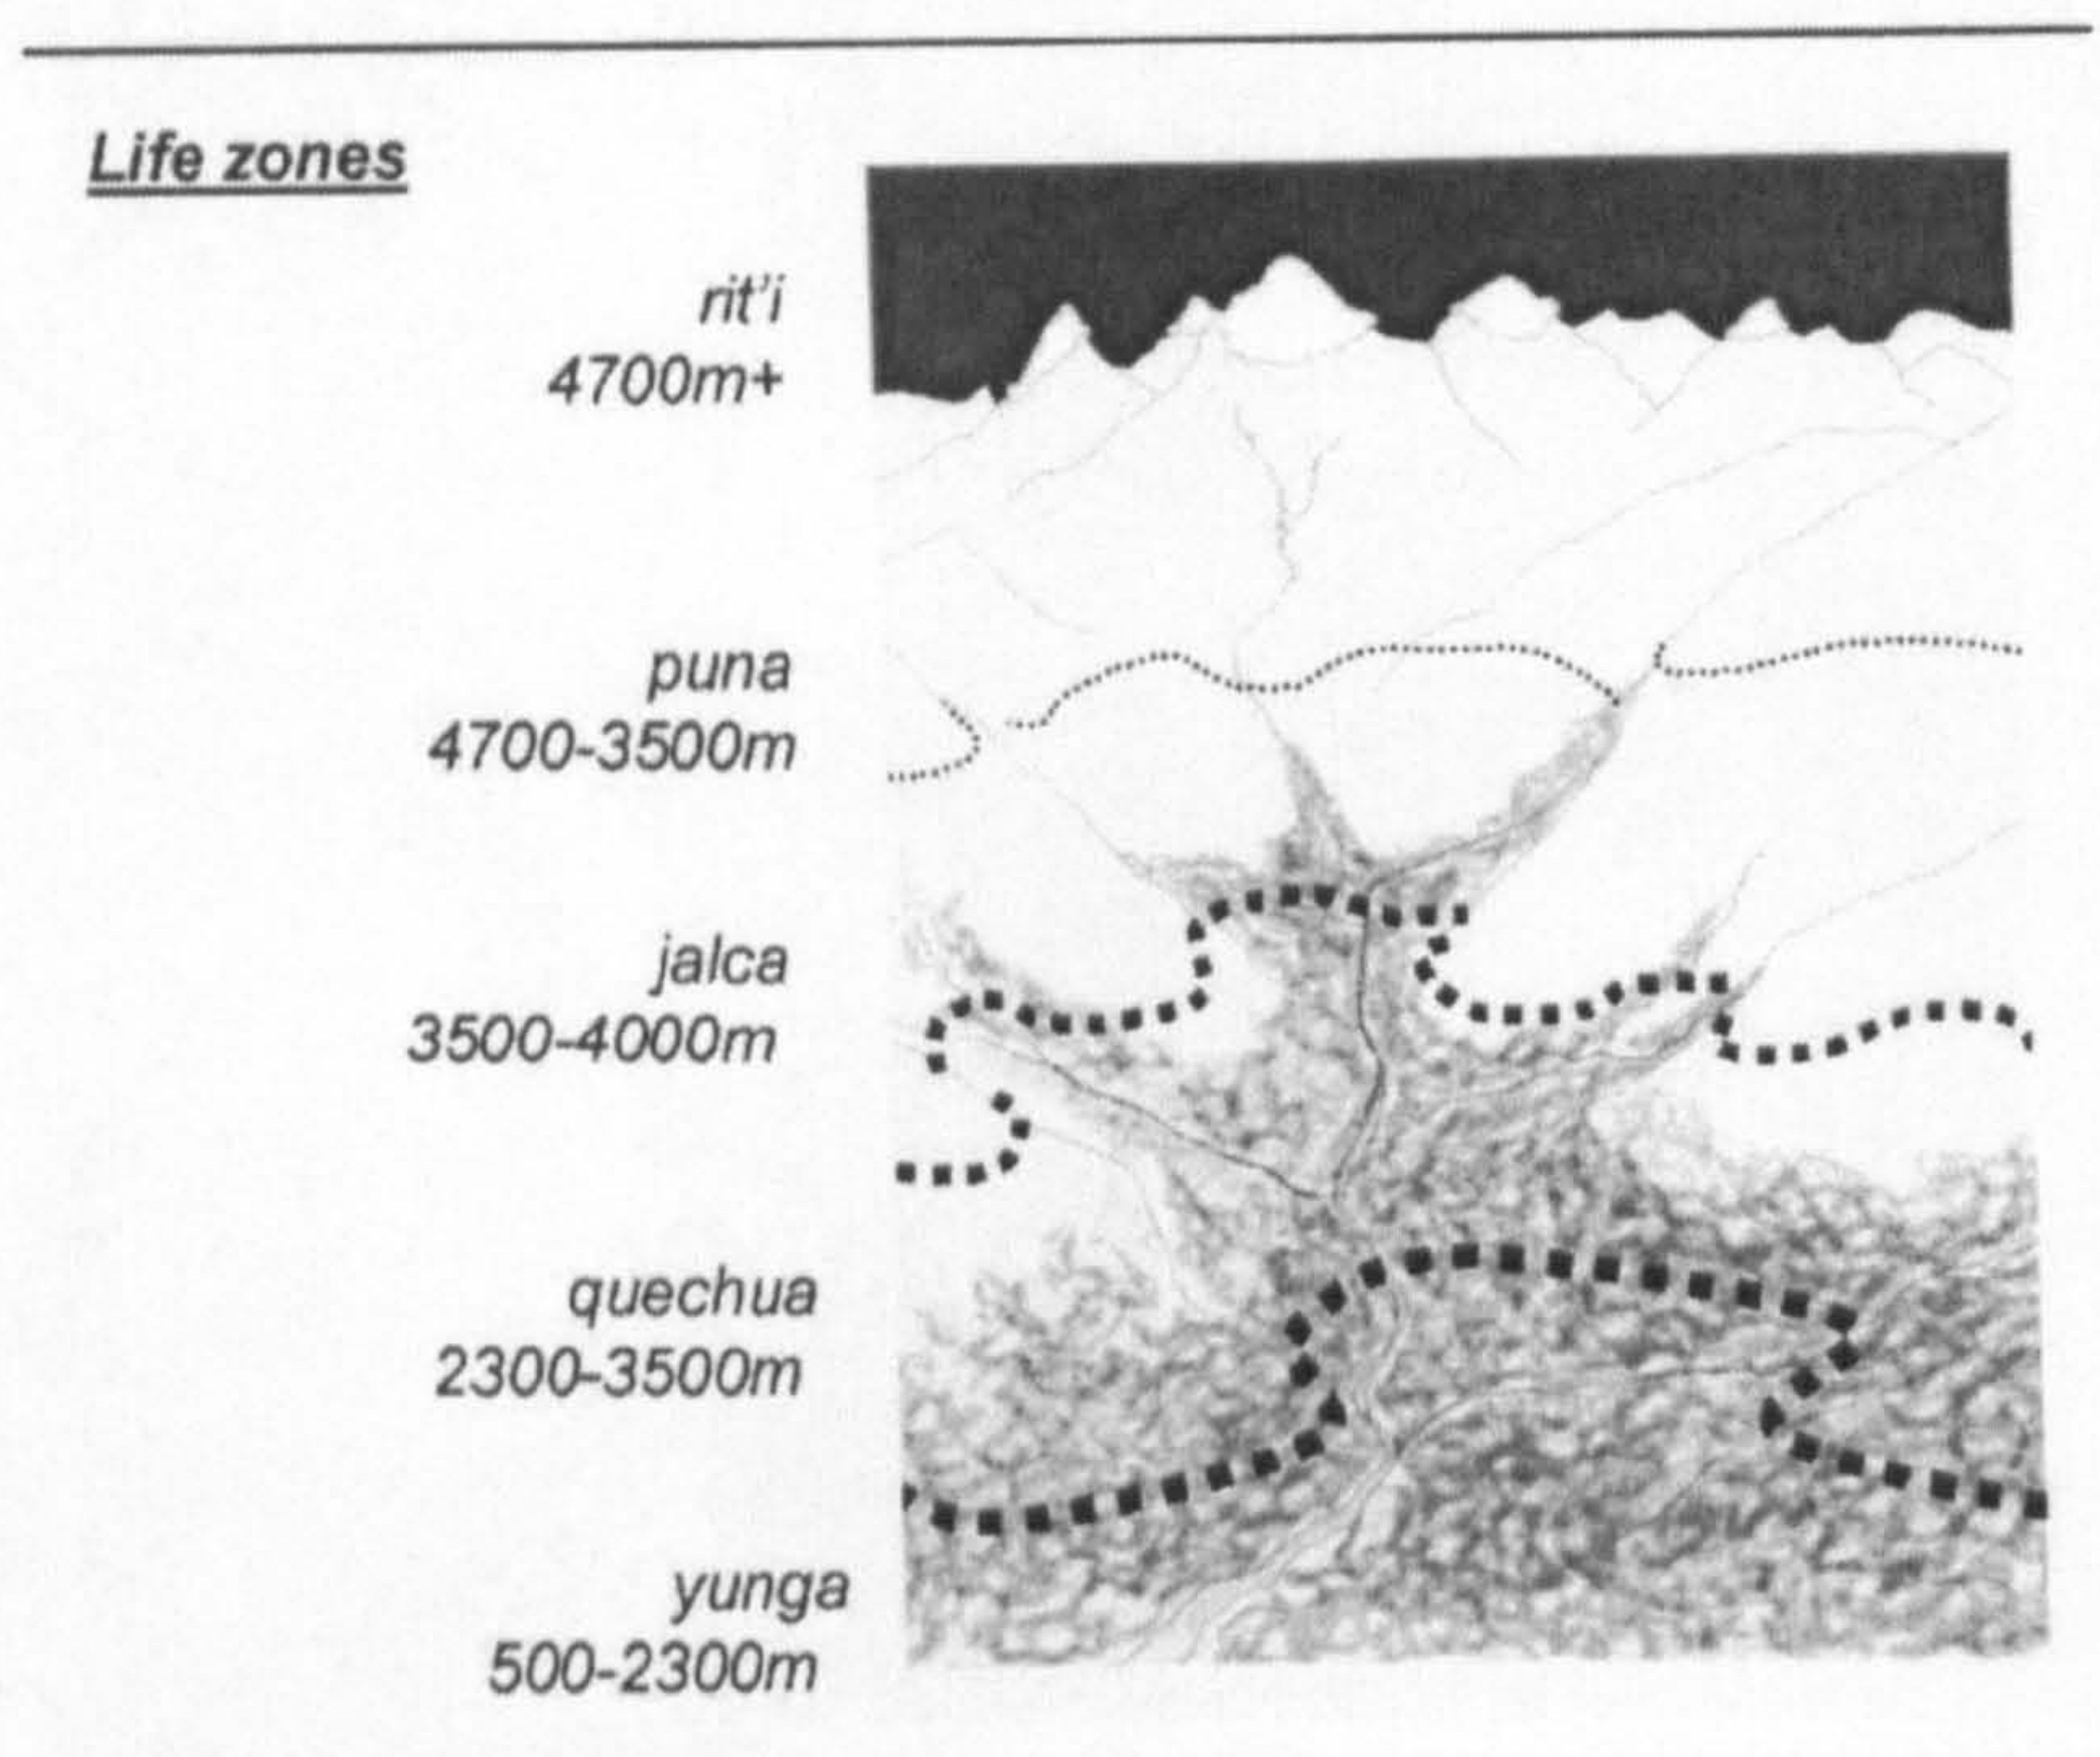 Life zones
rit'i
4700m+
puna
4700-3500m
jalca
3500-4000m
quechua
2300-3500m
yunga
500-2300m